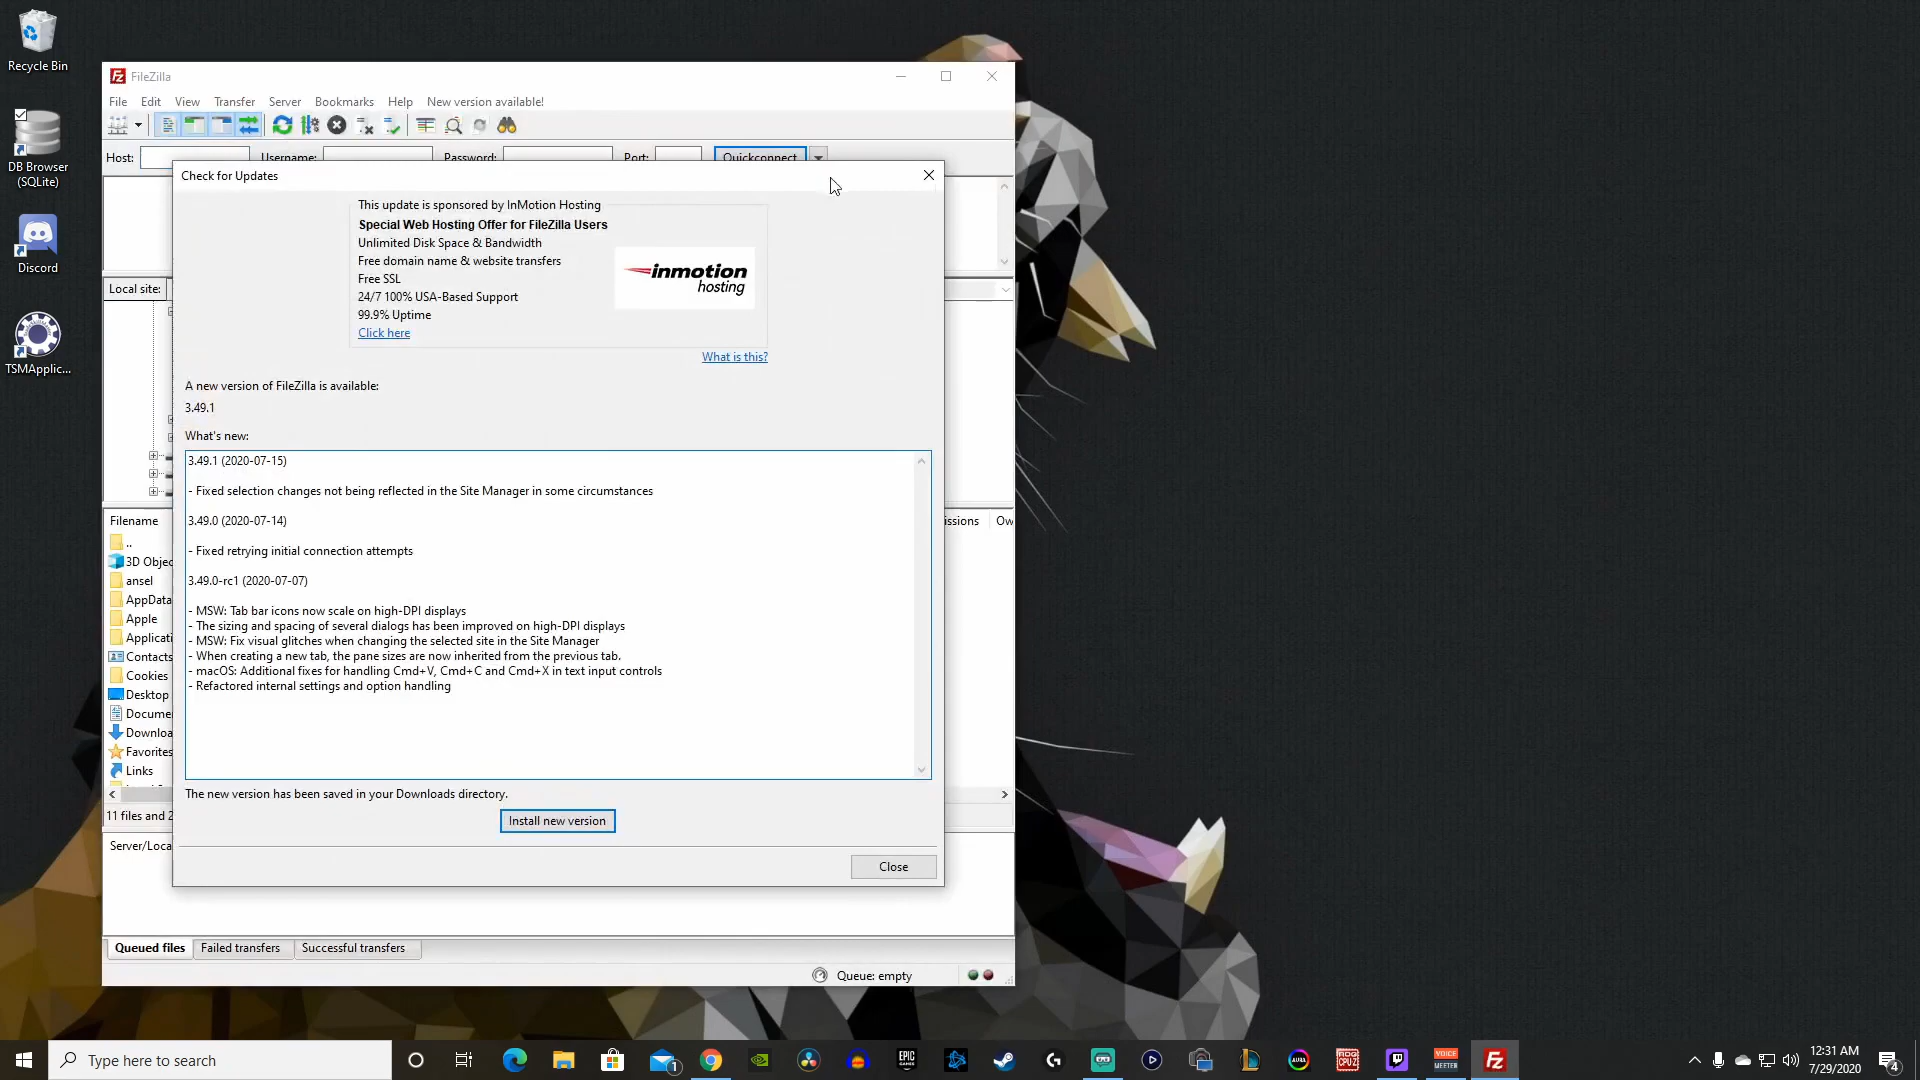 Recycle Bin
DB Browser
(SQLite)
Discord
TSMApplic...
FileZilla
File Edit View Transfer Server Bookmarks Help New version available!
Host: Username: Password: Port: Quickconnect
Check for Updates
This update is sponsored by InMotion Hosting
Special Web Hosting Offer for FileZilla Users
Unlimited Disk Space & Bandwidth
Free domain name & website transfers
Free SSL
24/7 100% USA-Based Support
99.9% Uptime
Click here
inmotion
hosting
What is this?
Local site:
A new version of FileZilla is available:
3.49.1
What's new:
3.49.1 (2020-07-15)
- Fixed selection changes not being reflected in the Site Manager in some circumstances
3.49.0 (2020-07-14)
- Fixed retrying initial connection attempts
3.49.0-rc1 (2020-07-07)
- MSW: Tab bar icons now scale on high-DPI displays
- The sizing and spacing of several dialogs has been improved on high-DPI displays
- MSW: Fix visual glitches when changing the selected site in the Site Manager
- When creating a new tab, the pane sizes are now inherited from the previous tab.
- macOS: Additional fixes for handling Cmd+V, Cmd+C and Cmd+X in text input controls
- Refactored internal settings and option handling
The new version has been saved in your Downloads directory.
Install new version
Close
Filename
issions Ow
..
3D Objec
ansel
AppData
Apple
Applicati
Contacts
Cookies
Desktop
Docume
Downloa
Favorites
Links
11 files and 2
Server/Loca
Queued files Failed transfers Successful transfers
Queue: empty
Type here to search
1
EPIC
GAMES
G
AURA
ROG
CPU-Z
VOICE
MEETER
Fz
12:31 AM
7/29/2020
4